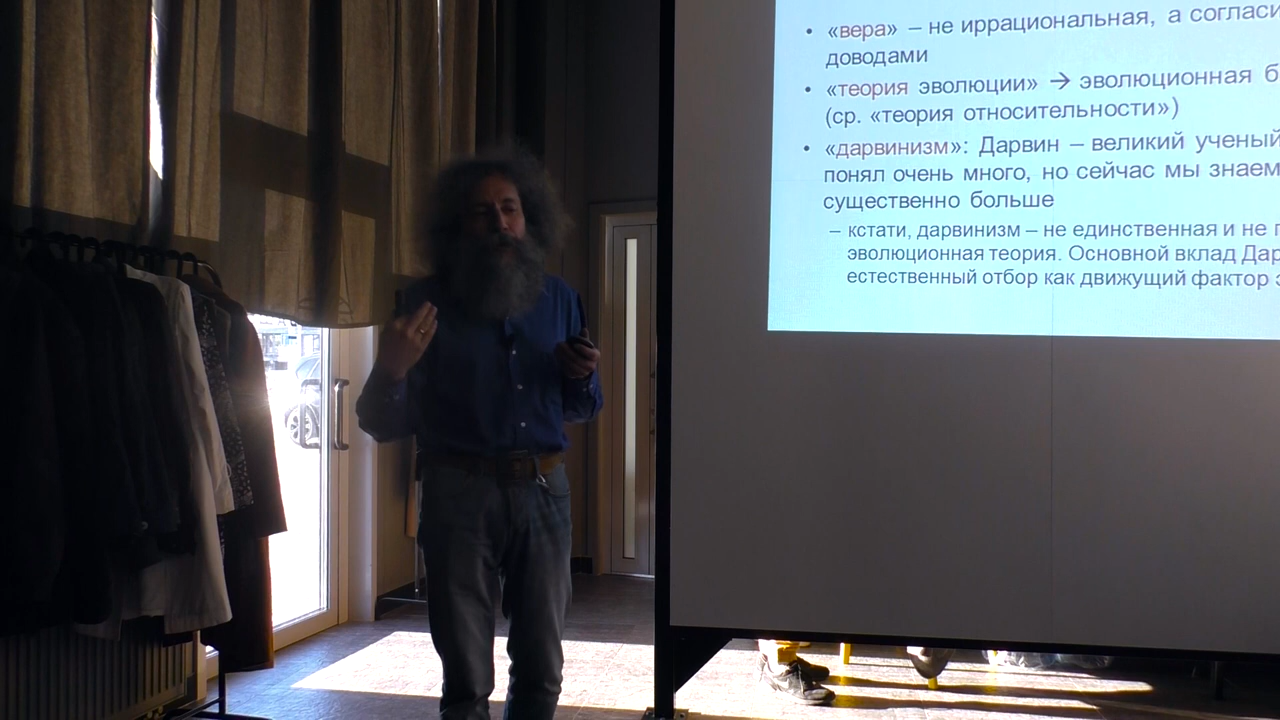 • «вера» – не иррациональная, а согласи
доводами
• «теория эволюции» → эволюционная б
(ср. «теория относительности»)
• «дарвинизм»: Дарвин – великий ученый
понял очень много, но сейчас мы знаем
существенно больше
– кстати, дарвинизм – не единственная и не п
эволюционная теория. Основной вклад Дар
естественный отбор как движущий фактор э